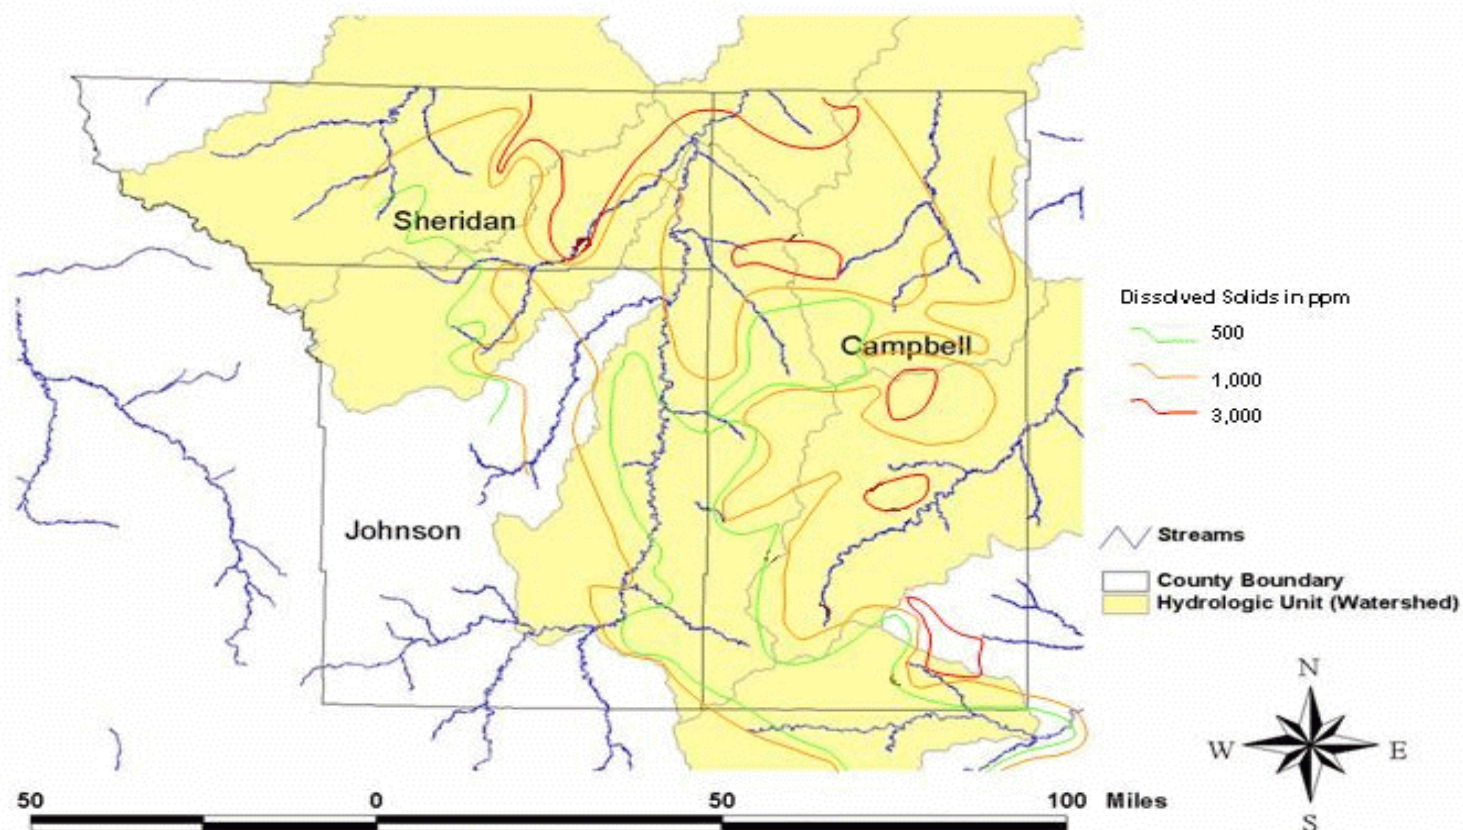 Sheridan
Campbell
Johnson
Dissolved Solids in ppm
500
1,000
3,000
Streams
County Boundary
Hydrologic Unit (Watershed)
N
W E
S
50 0 50 100 Miles